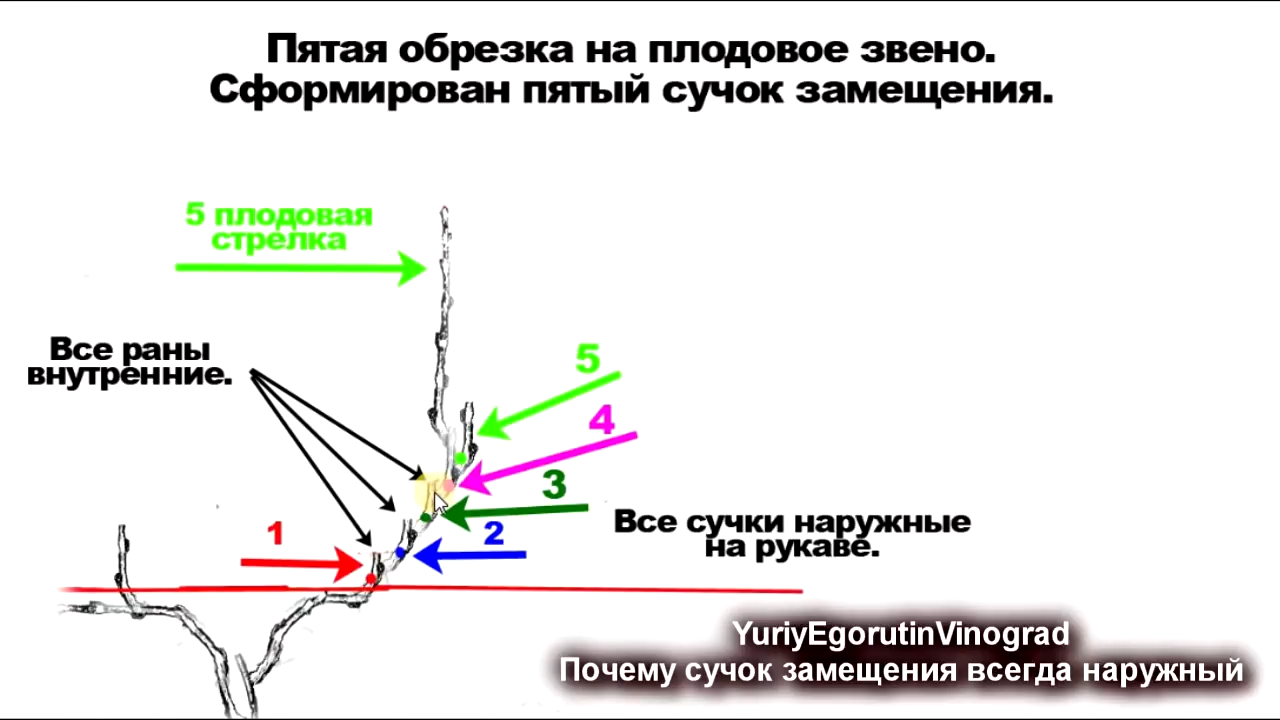 Пятая обрезка на плодовое звено.
Сформирован пятый сучок замещения.
5 плодовая
стрелка
Все раны
внутренние.
5
4
3
2
1
Все сучки наружные
на рукаве.
YuriyEgorutinVinograd
Почему сучок замещения всегда наружный